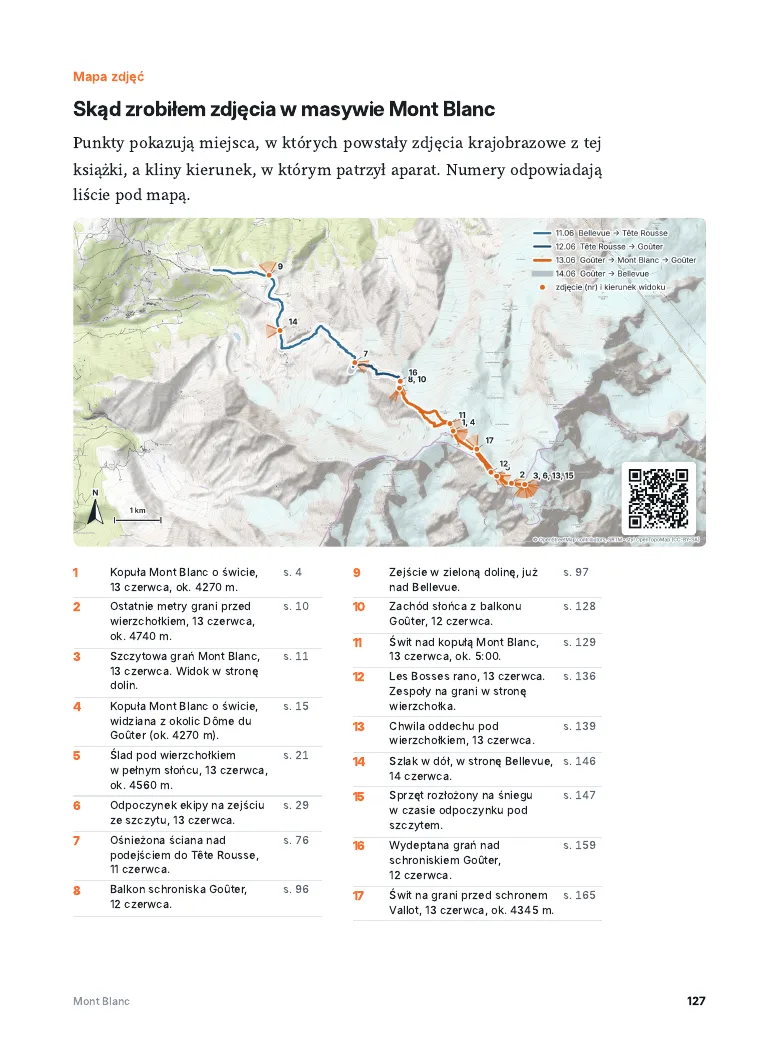 Mapa zdjęć
Skąd zrobiłem zdjęcia w masywie Mont Blanc
Punkty pokazują miejsca, w których powstały zdjęcia krajobrazowe z tej
książki, a kliny kierunek, w którym patrzył aparat. Numery odpowiadają
liście pod mapą.
11.06 Bellevue → Tête Rousse
12.06 Tête Rousse → Goûter
13.06 Goûter → Mont Blanc → Goûter
14.06 Goûter → Bellevue
zdjęcie (nr) i kierunek widoku
9
14
7
16
8, 10
11
1, 4
17
12
2
3, 6, 13, 15
N
1 km
1 Kopuła Mont Blanc o świcie, s. 4
13 czerwca, ok. 4270 m.
2 Ostatnie metry grani przed s. 10
wierzchołkiem, 13 czerwca,
ok. 4740 m.
3 Szczytowa grań Mont Blanc, s. 11
13 czerwca. Widok w stronę
dolin.
4 Kopuła Mont Blanc o świcie, s. 15
widziana z okolic Dôme du
Goûter (ok. 4270 m).
5 Ślad pod wierzchołkiem s. 21
w pełnym słońcu, 13 czerwca,
ok. 4560 m.
6 Odpoczynek ekipy na zejściu s. 29
ze szczytu, 13 czerwca.
7 Ośnieżona ściana nad s. 76
podejściem do Tête Rousse,
11 czerwca.
8 Balkon schroniska Goûter, s. 96
12 czerwca.
9 Zejście w zieloną dolinę, już s. 97
nad Bellevue.
10 Zachód słońca z balkonu s. 128
Goûter, 12 czerwca.
11 Świt nad kopułą Mont Blanc, s. 129
13 czerwca, ok. 5:00.
12 Les Bosses rano, 13 czerwca. s. 136
Zespoły na grani w stronę
wierzchołka.
13 Chwila oddechu pod s. 139
wierzchołkiem, 13 czerwca.
14 Szlak w dół, w stronę Bellevue, s. 146
14 czerwca.
15 Sprzęt rozłożony na śniegu s. 147
w czasie odpoczynku pod
szczytem.
16 Wydeptana grań nad s. 159
schroniskiem Goûter,
12 czerwca.
17 Świt na grani przed schronem s. 165
Vallot, 13 czerwca, ok. 4345 m.
Mont Blanc
127